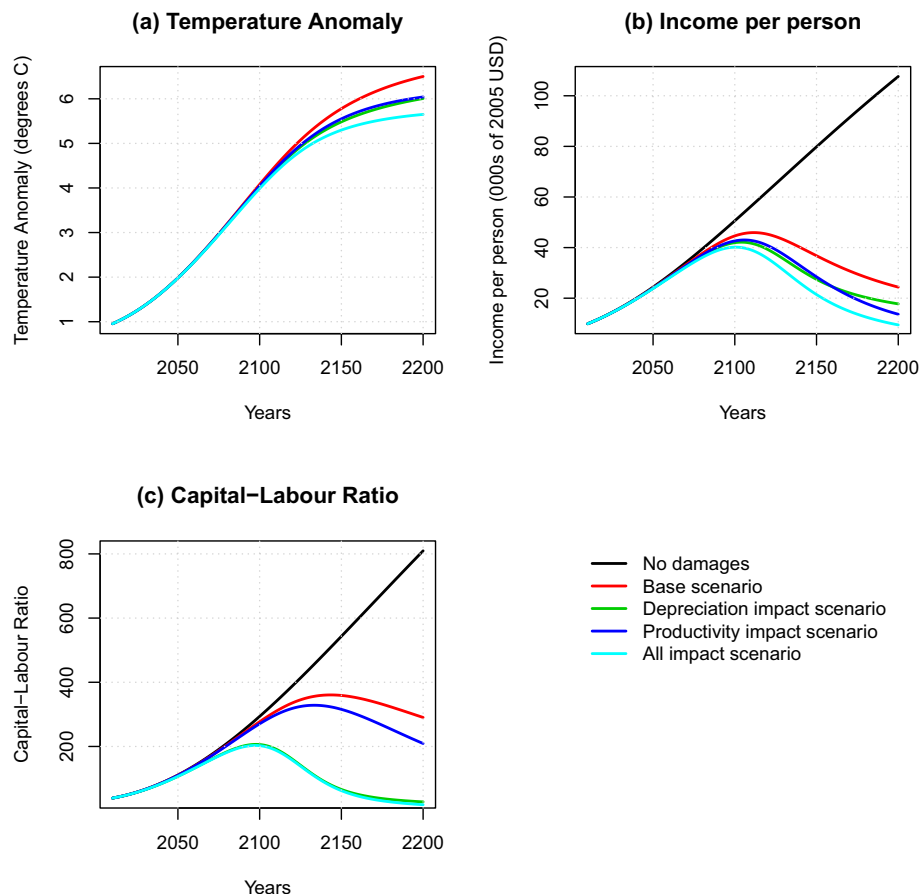 (a) Temperature Anomaly
Temperature Anomaly (degrees C)
6
5
4
3
2
1
2050 2100 2150 2200
Years
(b) Income per person
Income per person (000s of 2005 USD)
100
80
60
40
20
2050 2100 2150 2200
Years
(c) Capital−Labour Ratio
Capital−Labour Ratio
800
600
400
200
2050 2100 2150 2200
Years
No damages
Base scenario
Depreciation impact scenario
Productivity impact scenario
All impact scenario